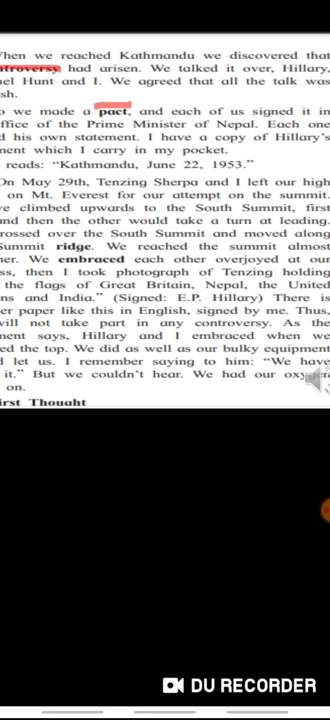 When we reached Kathmandu we discovered that
controversy had arisen. We talked it over, Hillary,
nel Hunt and I. We agreed that all the talk was
sh.
o we made a pact, and each of us signed it in
ffice of the Prime Minister of Nepal. Each one
d his own statement. I have a copy of Hillary's
ment which I carry in my pocket.
reads: "Kathmandu, June 22, 1953."
On May 29th, Tenzing Sherpa and I left our high
on Mt. Everest for our attempt on the summit.
ve climbed upwards to the South Summit, first
and then the other would take a turn at leading.
rossed over the South Summit and moved along
Summit ridge. We reached the summit almost
her. We embraced each other overjoyed at our
ss, then I took photograph of Tenzing holding
the flags of Great Britain, Nepal, the United
ns and India." (Signed: E.P. Hillary) There is
er paper like this in English, signed by me. Thus,
will not take part in any controversy. As the
ment says, Hillary and I embraced when we
ed the top. We did as well as our bulky equipment
d let us. I remember saying to him: "We have
it." But we couldn't hear. We had our oxygen
on.
irst Thought
DU RECORDER